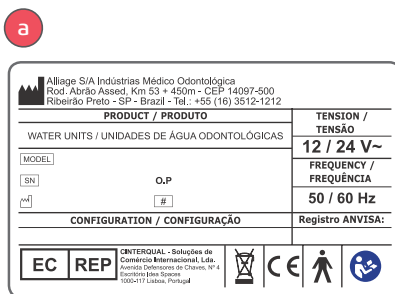 a
Alliage S/A Indústrias Médico Odontológica
Rod. Abrão Assed, Km 53 + 450m - CEP 14097-500
Ribeirão Preto - SP - Brazil - Tel.: +55 (16) 3512-1212
PRODUCT / PRODUTO
WATER UNITS / UNIDADES DE ÁGUA ODONTOLÓGICAS
MODEL
SN
O.P
#
CONFIGURATION / CONFIGURAÇÃO
TENSION /
TENSÃO
12 / 24 V~
FREQUENCY /
FREQUÊNCIA
50 / 60 Hz
Registro ANVISA:
EC REP
CINTERQUAL - Soluções de
Comércio Internacional, Lda.
Avenida Defensores de Chaves, Nº 4
Escritório Ides Spaces
1000-117 Lisboa, Portugal
CE